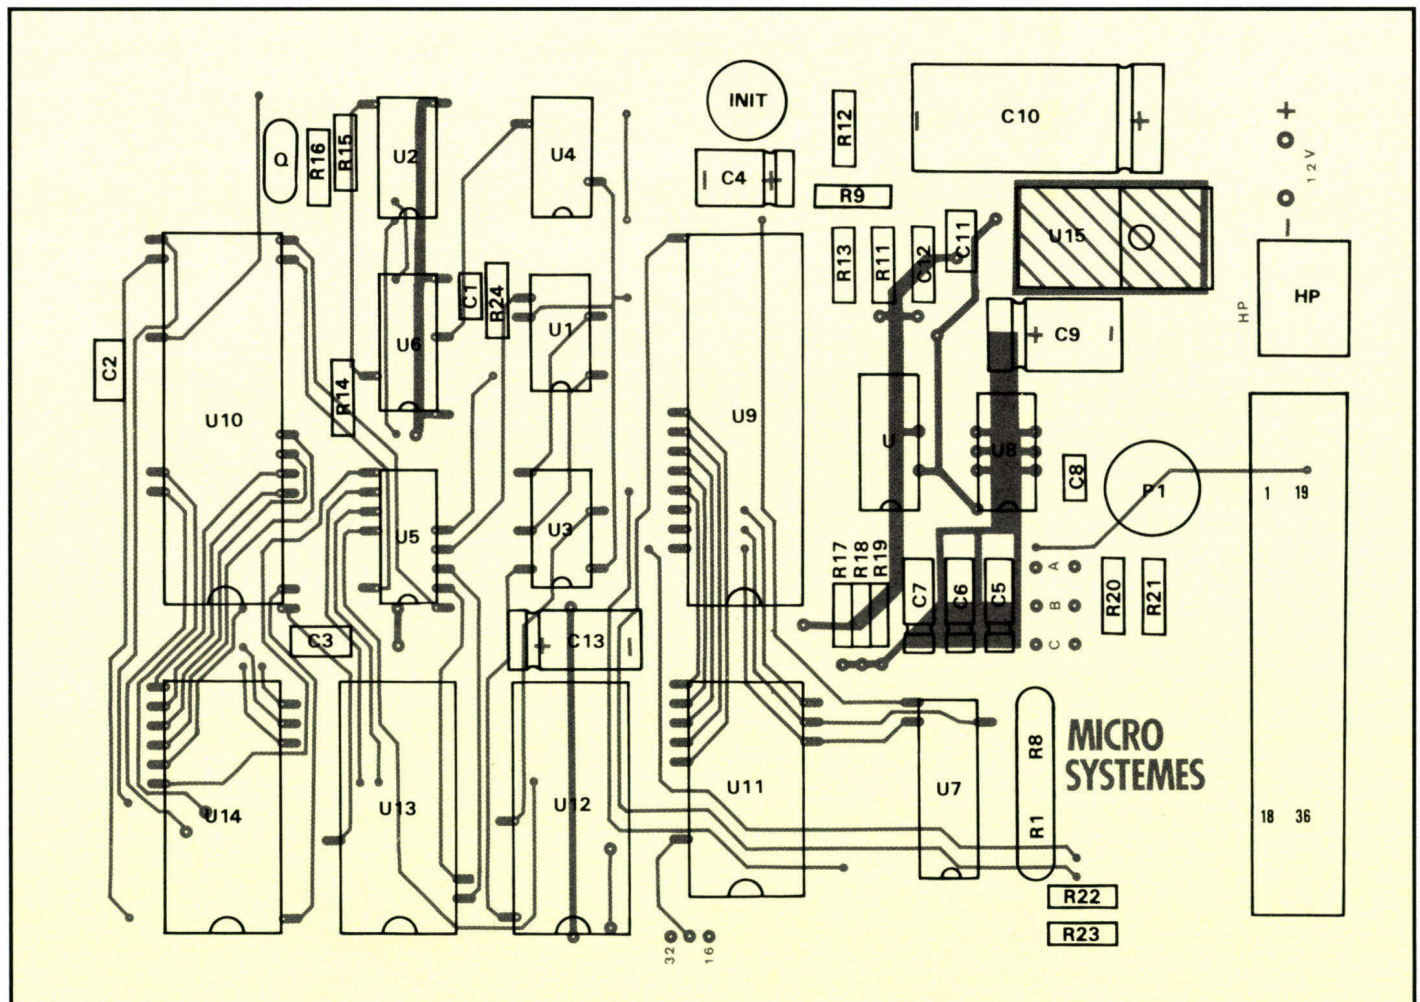 INIT
C10
+
−
+
12V
−
Q
R16
R15
U2
U4
−
C4
+
R12
R9
U15
R13
R11
C12
C11
HP
HP
U10
C2
R14
U6
C1
R24
U1
U9
+
C9
−
U
U8
C8
P1
1
19
U5
U3
R17
R18
R19
C7
C6
C5
A
B
C
R20
R21
C3
+
C13
−
U14
U13
U12
U11
U7
R8
R1
MICRO
SYSTEMES
18
36
R22
R23
32
16